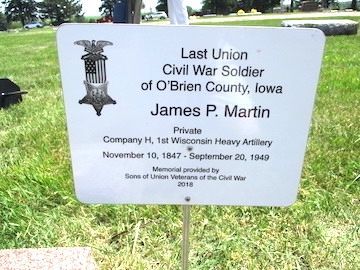 Last Union
Civil War Soldier
of O'Brien County, Iowa
James P. Martin
Private
Company H, 1st Wisconsin Heavy Artillery
November 10, 1847 - September 20, 1949
Memorial provided by
Sons of Union Veterans of the Civil War
2018